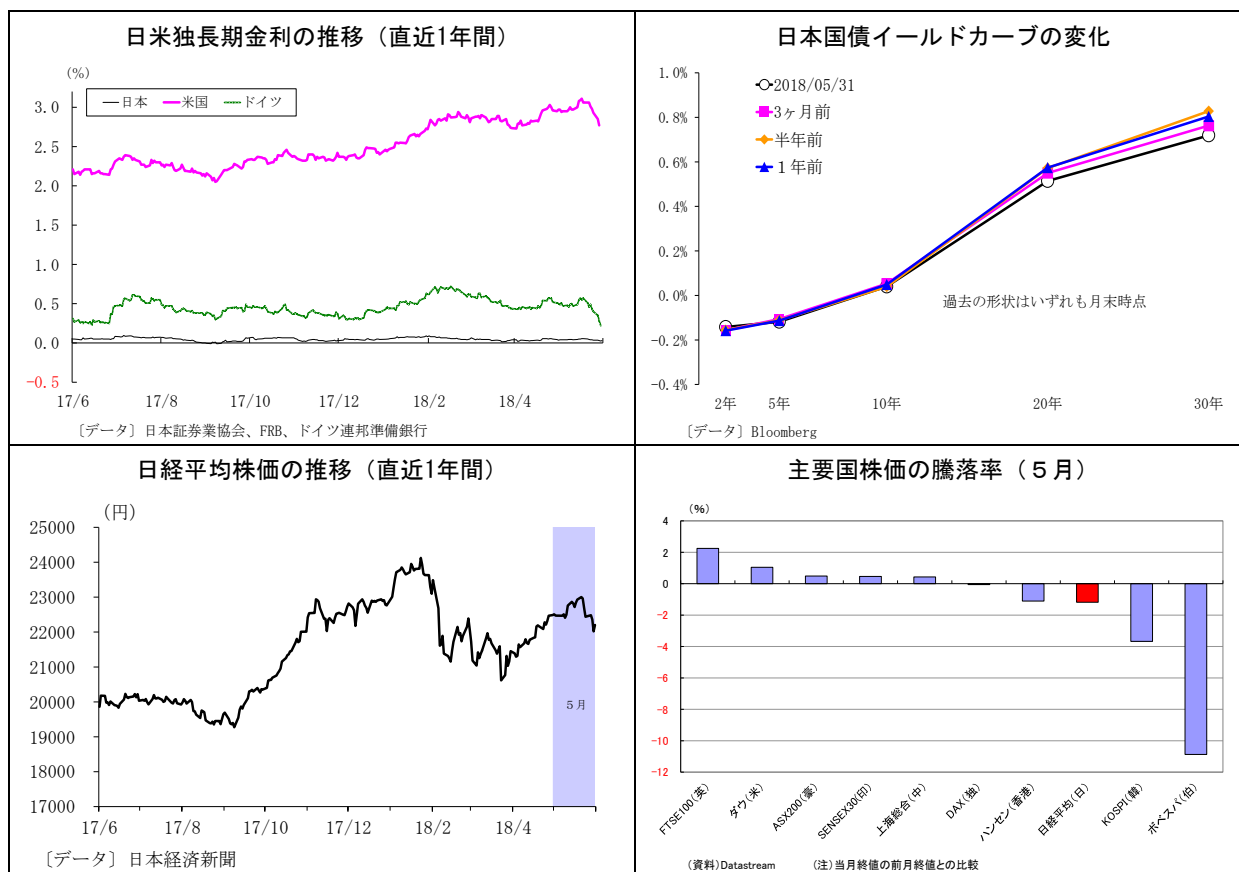 日米独長期金利の推移（直近1年間）
(%)
日本 米国 ドイツ
3.0
2.5
2.0
1.5
1.0
0.5
0.0
-0.5
17/6 17/8 17/10 17/12 18/2 18/4
〔データ〕日本証券業協会、FRB、ドイツ連邦準備銀行
日本国債イールドカーブの変化
1.0%
0.8%
0.6%
0.4%
0.2%
0.0%
-0.2%
-0.4%
2018/05/31
3ヶ月前
半年前
１年前
過去の形状はいずれも月末時点
2年 5年 10年 20年 30年
〔データ〕Bloomberg
日経平均株価の推移（直近1年間）
(円)
25000
24000
23000
22000
21000
20000
19000
18000
17000
５月
17/6 17/8 17/10 17/12 18/2 18/4
〔データ〕日本経済新聞
主要国株価の騰落率（５月）
(%)
4
2
0
-2
-4
-6
-8
-10
-12
FTSE100(英) ダウ(米) ASX200(豪) SENSEX30(印) 上海総合(中) DAX(独) ハンセン(香港) 日経平均(日) KOSPI(韓) ボベスパ(伯)
(資料)Datastream (注)当月終値の前月終値との比較